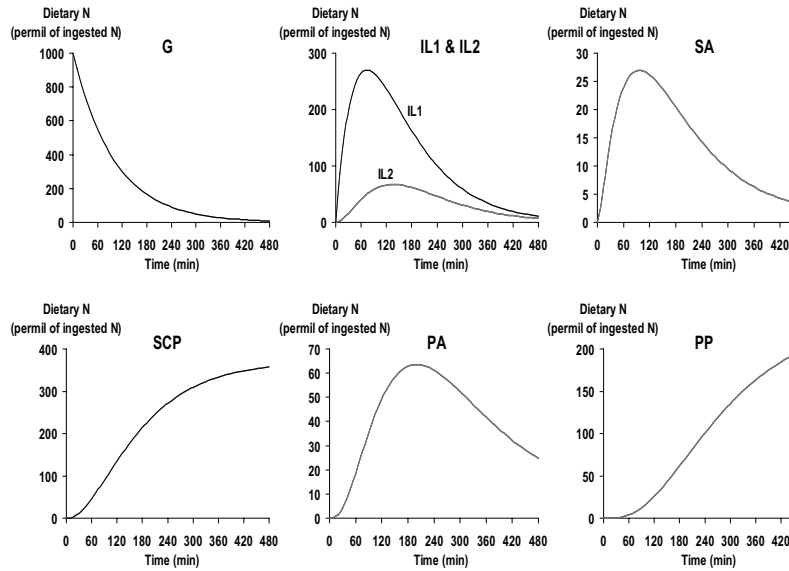 Dietary N
(permil of ingested N)
G
1000
800
600
400
200
0
0 60 120 180 240 300 360 420 480
Time (min)
Dietary N
(permil of ingested N)
IL1 & IL2
300
200
100
0
IL1
IL2
0 60 120 180 240 300 360 420 480
Time (min)
Dietary N
(permil of ingested N)
SA
30
25
20
15
10
5
0
0 60 120 180 240 300 360 420
Time (min)
Dietary N
(permil of ingested N)
SCP
400
300
200
100
0
0 60 120 180 240 300 360 420 480
Time (min)
Dietary N
(permil of ingested N)
PA
70
60
50
40
30
20
10
0
0 60 120 180 240 300 360 420 480
Time (min)
Dietary N
(permil of ingested N)
PP
200
150
100
50
0
0 60 120 180 240 300 360 420
Time (min)